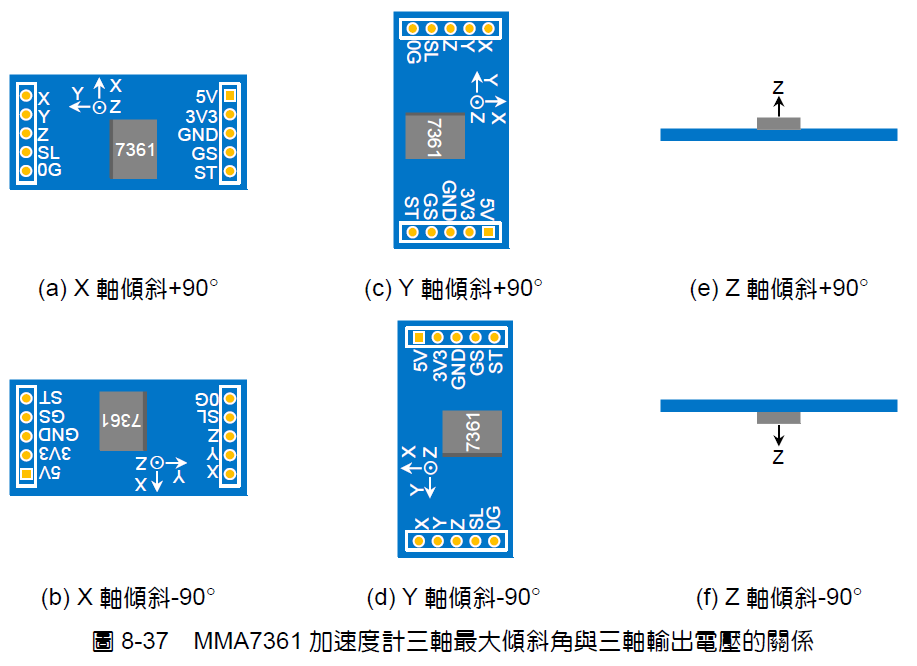 X
Y
Z
SL
0G
X
Y
Z
7361
5V
3V3
GND
GS
ST
(a) X 軸傾斜+90°
0G
SL
Z
Y
X
Y
X
Z
7361
ST
GS
GND
3V3
5V
(c) Y 軸傾斜+90°
Z
(e) Z 軸傾斜+90°
ST
GS
GND
3V3
5V
7361
Z
Y
X
0G
SL
Z
Y
X
(b) X 軸傾斜-90°
5V
3V3
GND
GS
ST
7361
X
Z
Y
X
Y
Z
SL
0G
(d) Y 軸傾斜-90°
Z
(f) Z 軸傾斜-90°
圖 8-37 MMA7361 加速度計三軸最大傾斜角與三軸輸出電壓的關係